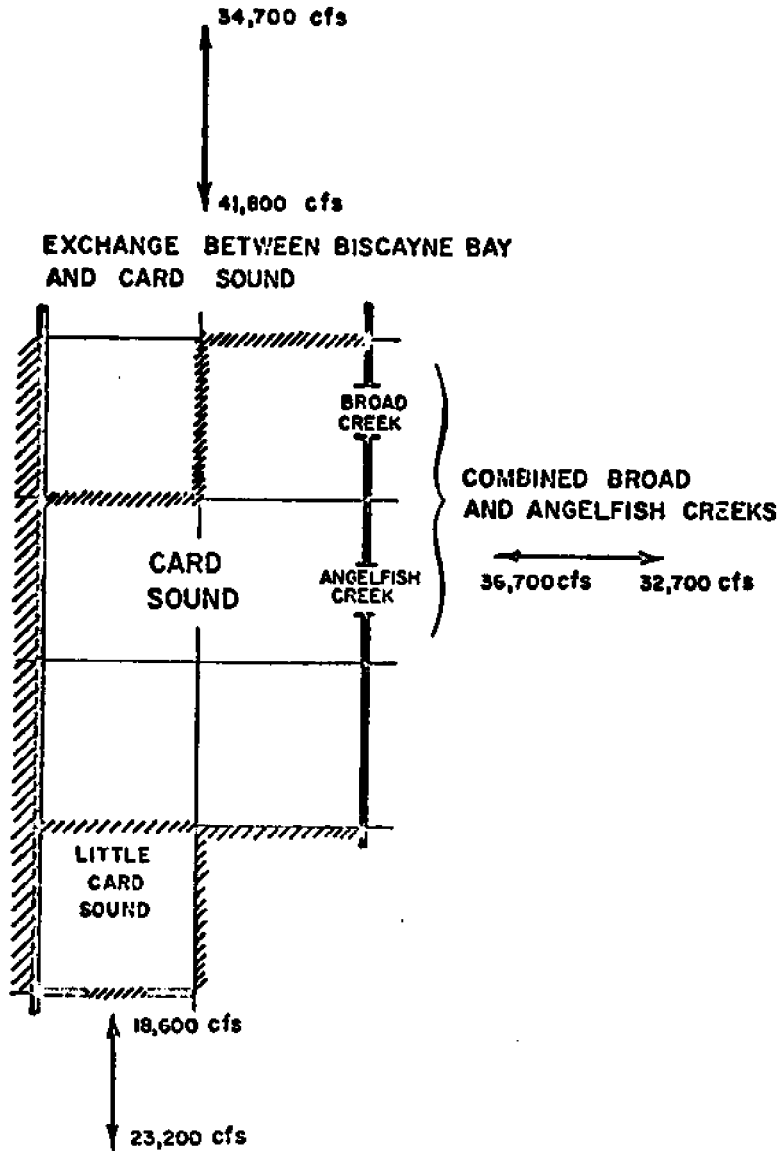 34,700 cfs
41,800 cfs
EXCHANGE BETWEEN BISCAYNE BAY
AND CARD SOUND
BROAD
CREEK
COMBINED BROAD
AND ANGELFISH CREEKS
36,700 cfs
32,700 cfs
CARD
SOUND
ANGELFISH
CREEK
LITTLE
CARD
SOUND
18,600 cfs
23,200 cfs